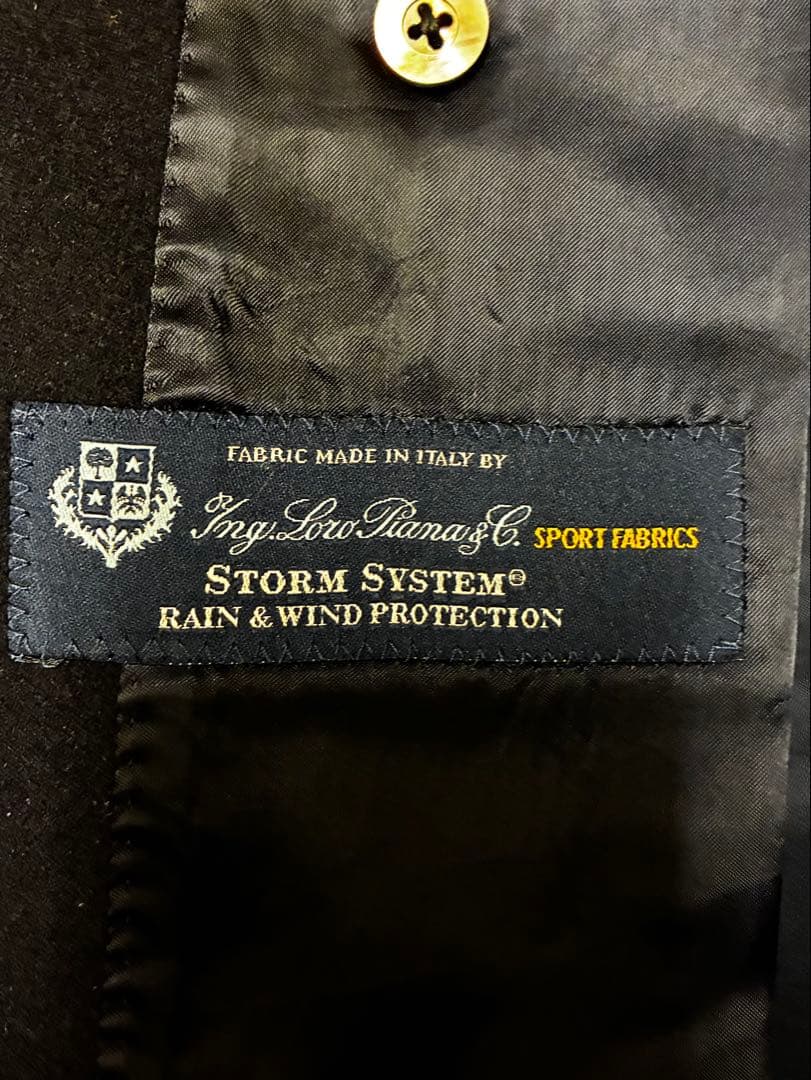 FABRIC MADE IN ITALY BY
Ing. Loro Piana & C. SPORT FABRICS
STORM SYSTEM®
RAIN & WIND PROTECTION